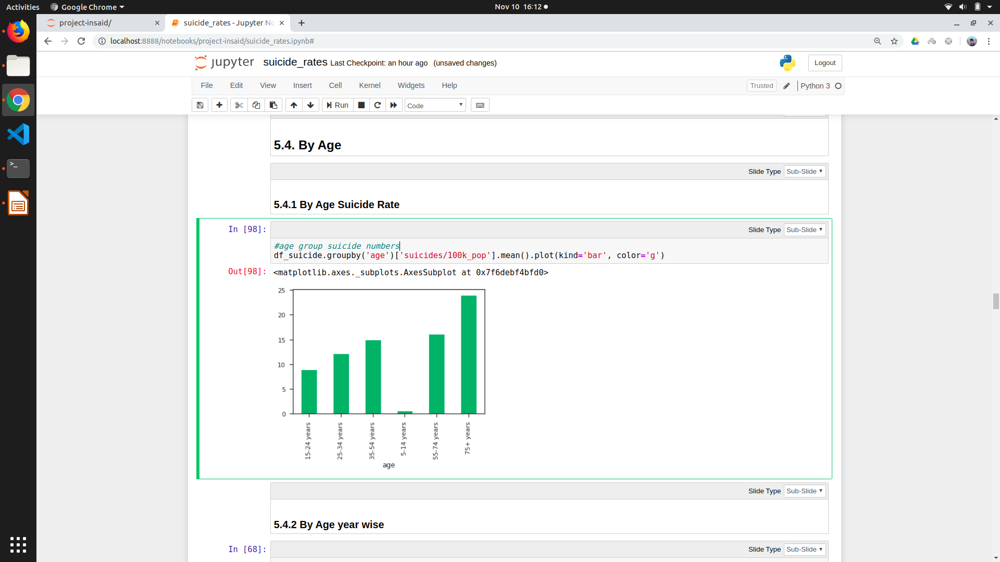 Activities
Google Chrome
Nov 10 16:12
project-insaid/
suicide_rates - Jupyter No
localhost:8888/notebooks/project-insaid/suicide_rates.ipynb#
jupyter
suicide_rates Last Checkpoint: an hour ago (unsaved changes)
Logout
File Edit View Insert Cell Kernel Widgets Help
Trusted
Python 3
Run
Code
5.4. By Age
Slide Type Sub-Slide
5.4.1 By Age Suicide Rate
In [98]:
Slide Type Sub-Slide
#age group suicide numbers
df_suicide.groupby('age')['suicides/100k_pop'].mean().plot(kind='bar', color='g')
Out[98]:
<matplotlib.axes._subplots.AxesSubplot at 0x7f6debf4bfd0>
25
20
15
10
5
0
15-24 years
25-34 years
35-54 years
5-14 years
55-74 years
75+ years
age
Slide Type Sub-Slide
5.4.2 By Age year wise
In [68]:
Slide Type Sub-Slide